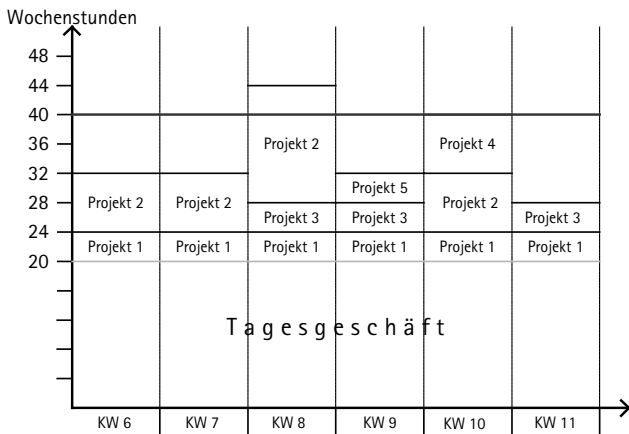 Wochenstunden
48
44
40
36 Projekt 2 Projekt 4
32
Projekt 5
28 Projekt 2 Projekt 2 Projekt 2
Projekt 3 Projekt 3 Projekt 3
24
Projekt 1 Projekt 1 Projekt 1 Projekt 1 Projekt 1 Projekt 1
20
Tagesgeschäft
KW 6 KW 7 KW 8 KW 9 KW 10 KW 11